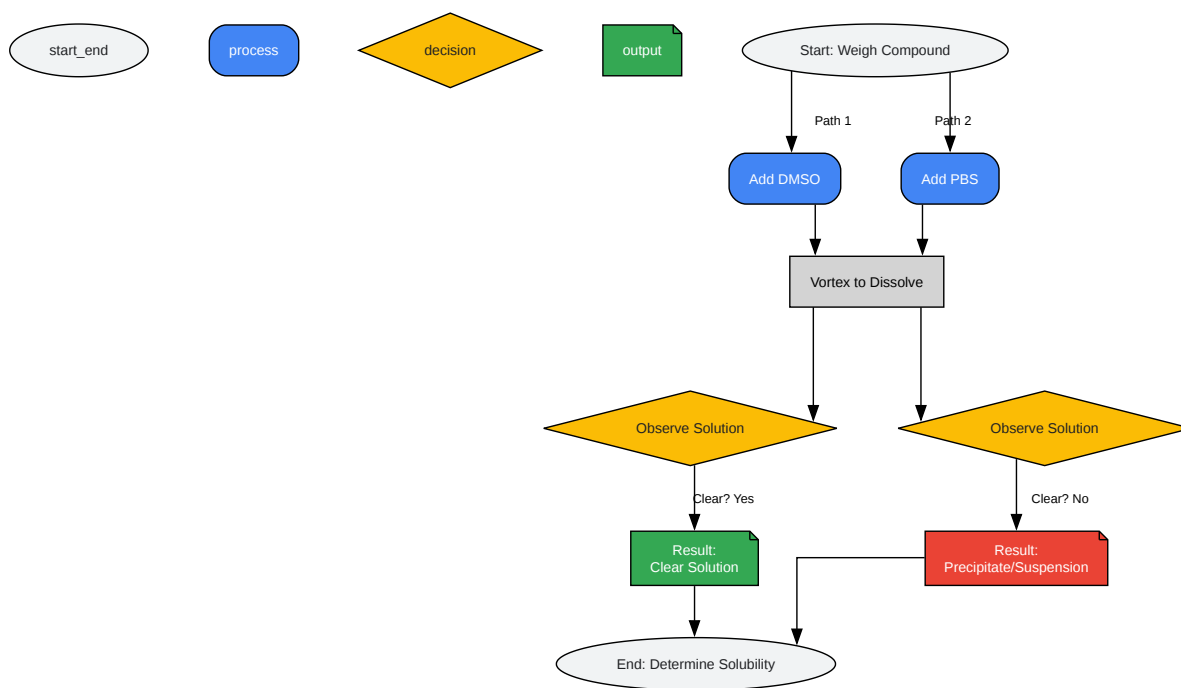 start_end
process
decision
output
Start: Weigh Compound
Path 1
Path 2
Add DMSO
Add PBS
Vortex to Dissolve
Observe Solution
Observe Solution
Clear? Yes
Clear? No
Result:
Clear Solution
Result:
Precipitate/Suspension
End: Determine Solubility